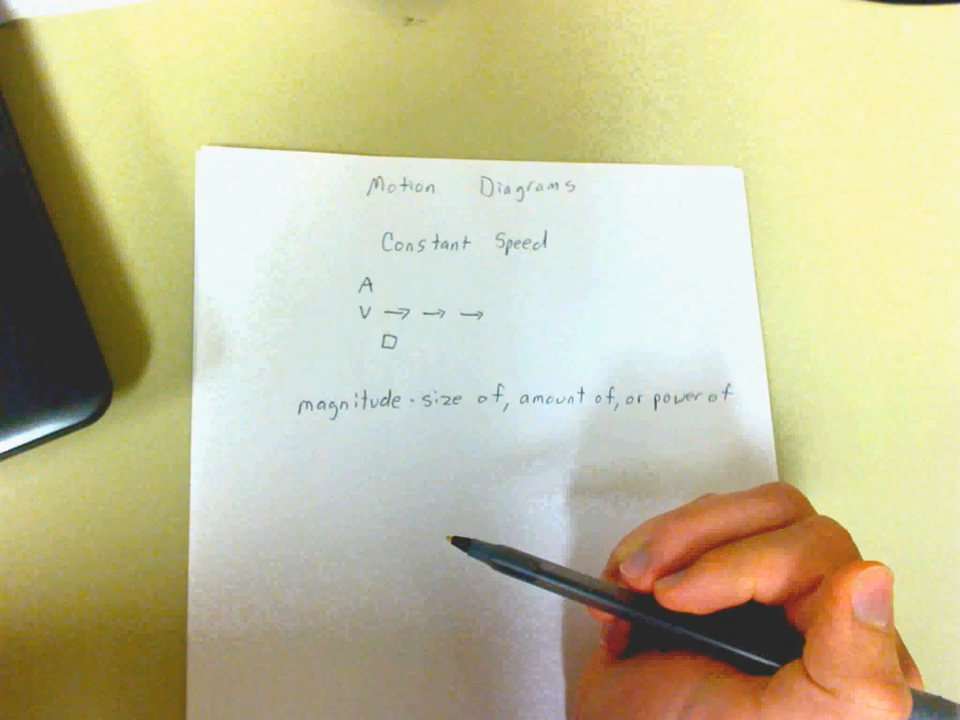 Motion Diagrams
Constant Speed
A
V → → →
magnitude - size of, amount of, or power of